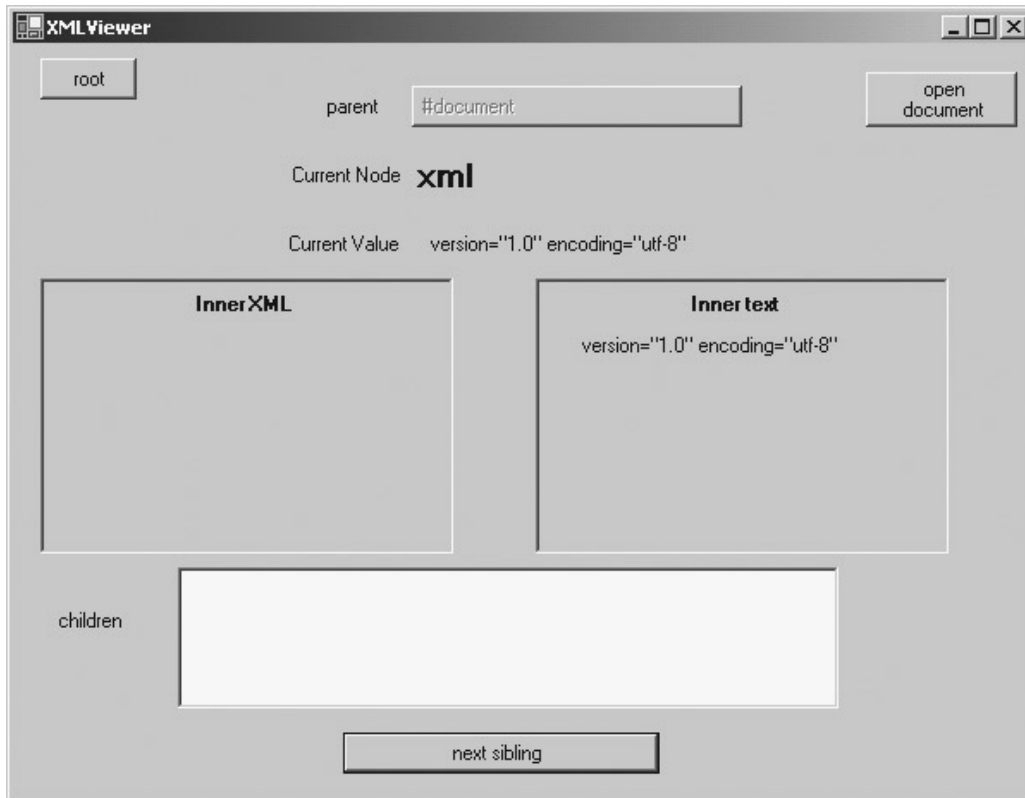 XMLViewer
root
parent
#document
open
document
Current Node
xml
Current Value
version="1.0" encoding="utf-8"
InnerXML
Inner text
version="1.0" encoding="utf-8"
children
next sibling